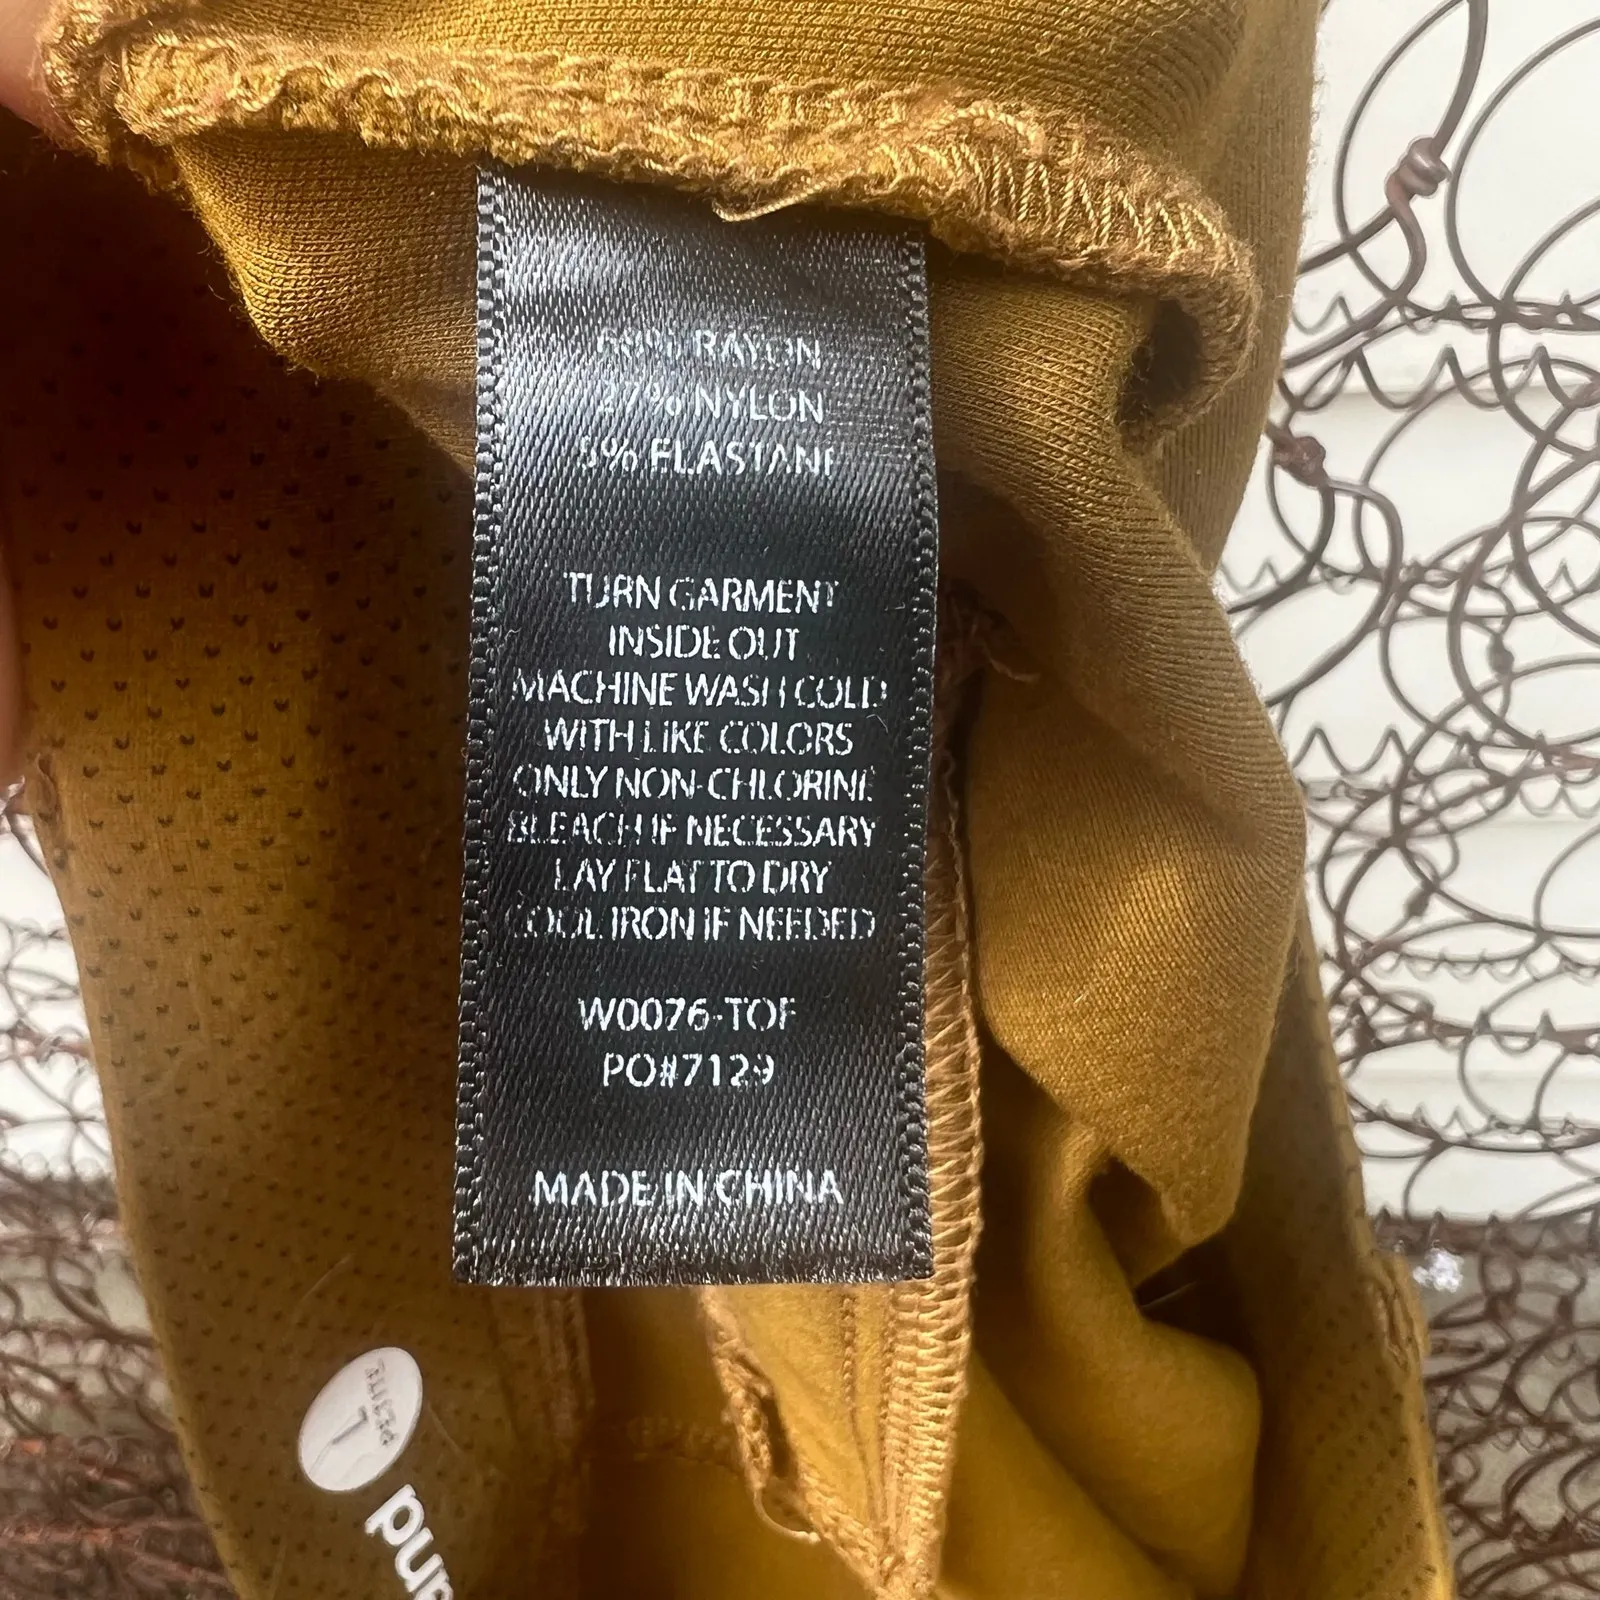 RAYON
27% NYLON
5% ELASTANE
TURN GARMENT
INSIDE OUT
MACHINE WASH COLD
WITH LIKE COLORS
ONLY NON-CHLORINE
BLEACH IF NECESSARY
LAY FLAT TO DRY
COOL IRON IF NEEDED
W0076-TOF
PO#7129
MADE IN CHINA
PETITE
L